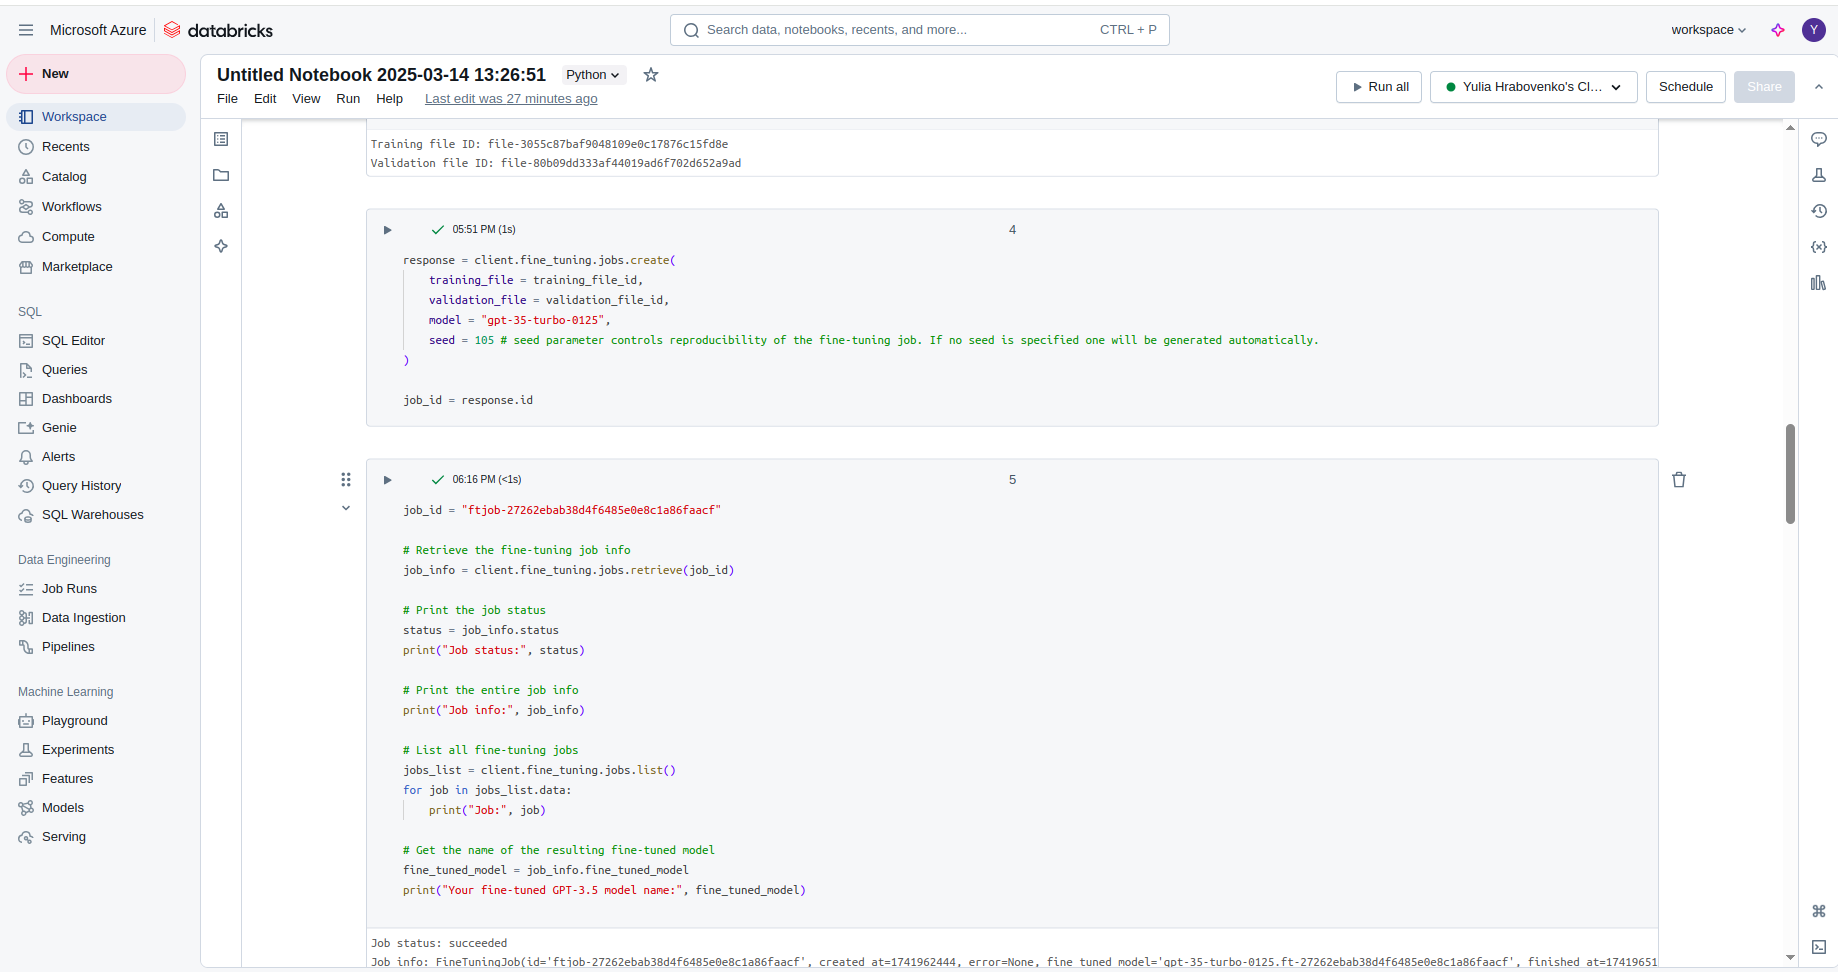 Microsoft Azure
databricks
Search data, notebooks, recents, and more...
CTRL + P
workspace
Y
New
Workspace
Recents
Catalog
Workflows
Compute
Marketplace
SQL
SQL Editor
Queries
Dashboards
Genie
Alerts
Query History
SQL Warehouses
Data Engineering
Job Runs
Data Ingestion
Pipelines
Machine Learning
Playground
Experiments
Features
Models
Serving
Untitled Notebook 2025-03-14 13:26:51
Python
File Edit View Run Help Last edit was 27 minutes ago
Run all
Yulia Hrabovenko's Cl...
Schedule
Share
Training file ID: file-3055c87baf9048109e0c17876c15fd8e
Validation file ID: file-80b09dd333af44019ad6f702d652a9ad
05:51 PM (1s)
4
response = client.fine_tuning.jobs.create(
training_file = training_file_id,
validation_file = validation_file_id,
model = "gpt-35-turbo-0125",
seed = 105 # seed parameter controls reproducibility of the fine-tuning job. If no seed is specified one will be generated automatically.
)
job_id = response.id
06:16 PM (<1s)
5
job_id = "ftjob-27262ebab38d4f6485e0e8c1a86faacf"
# Retrieve the fine-tuning job info
job_info = client.fine_tuning.jobs.retrieve(job_id)
# Print the job status
status = job_info.status
print("Job status:", status)
# Print the entire job info
print("Job info:", job_info)
# List all fine-tuning jobs
jobs_list = client.fine_tuning.jobs.list()
for job in jobs_list.data:
print("Job:", job)
# Get the name of the resulting fine-tuned model
fine_tuned_model = job_info.fine_tuned_model
print("Your fine-tuned GPT-3.5 model name:", fine_tuned_model)
Job status: succeeded
Job info: FineTuningJob(id='ftjob-27262ebab38d4f6485e0e8c1a86faacf', created_at=1741962444, error=None, fine_tuned_model='gpt-35-turbo-0125.ft-27262ebab38d4f6485e0e8c1a86faacf', finished_at=17419651